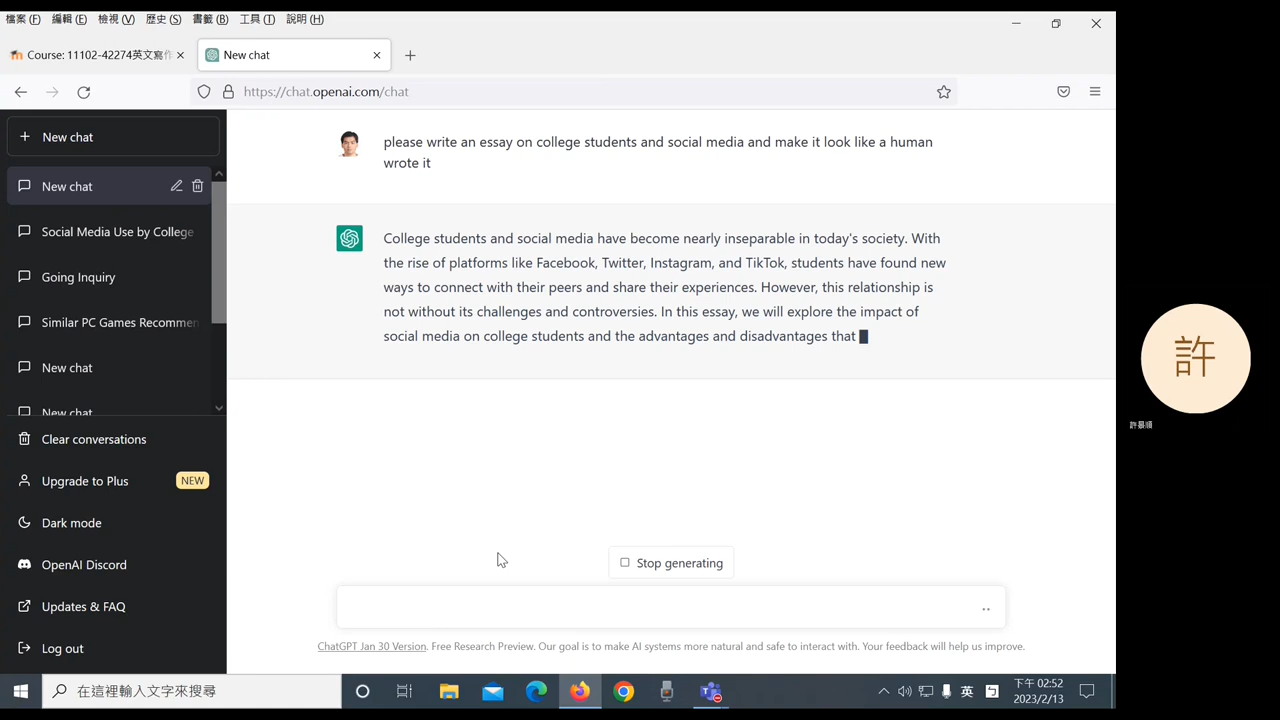 檔案 (F) 編輯 (E) 檢視 (V) 歷史 (S) 書籤 (B) 工具 (T) 說明 (H)
Course: 11102-42274英文寫作
New chat
https://chat.openai.com/chat
New chat
New chat
Social Media Use by College
Going Inquiry
Similar PC Games Recommen
New chat
New chat
Clear conversations
Upgrade to Plus NEW
Dark mode
OpenAI Discord
Updates & FAQ
Log out
please write an essay on college students and social media and make it look like a human
wrote it
College students and social media have become nearly inseparable in today's society. With
the rise of platforms like Facebook, Twitter, Instagram, and TikTok, students have found new
ways to connect with their peers and share their experiences. However, this relationship is
not without its challenges and controversies. In this essay, we will explore the impact of
social media on college students and the advantages and disadvantages that
Stop generating
ChatGPT Jan 30 Version. Free Research Preview. Our goal is to make AI systems more natural and safe to interact with. Your feedback will help us improve.
許
許景順
在這裡輸入文字來搜尋
英
下午 02:52
2023/2/13